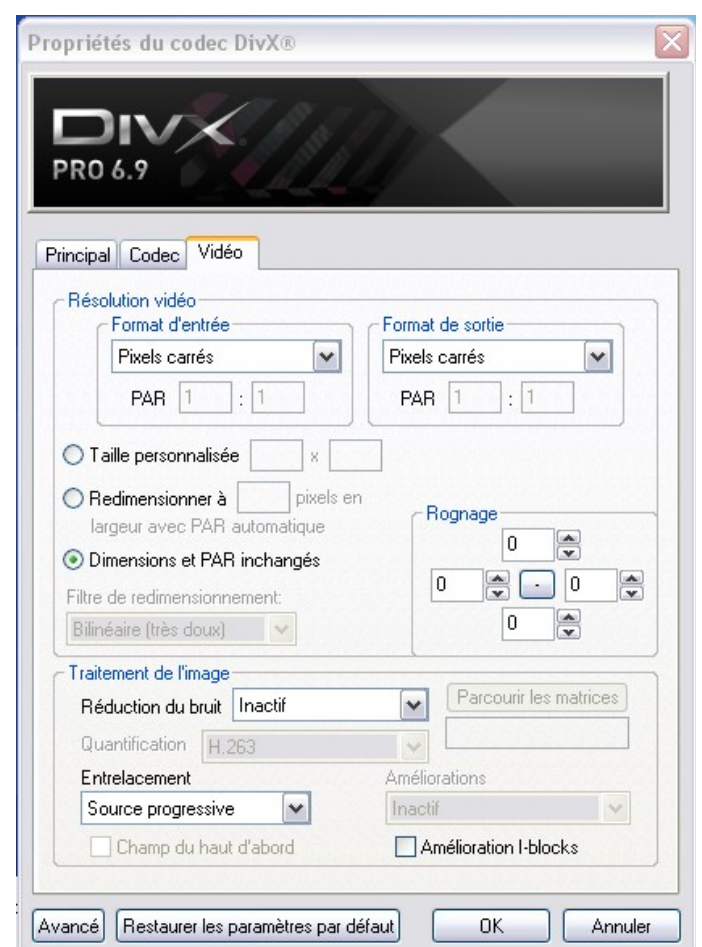 Propriétés du codec DivX®
DIVX
PRO 6.9
Principal Codec Vidéo
Résolution vidéo
Format d'entrée Format de sortie
Pixels carrés Pixels carrés
PAR 1 : 1 PAR 1 : 1
Taille personnalisée x
Redimensionner à pixels en
largeur avec PAR automatique
Rognage
0
Dimensions et PAR inchangés
0 - 0
Filtre de redimensionnement:
Bilinéaire (très doux)
0
Traitement de l'image
Réduction du bruit Inactif Parcourir les matrices
Quantification H.263
Entrelacement Améliorations
Source progressive Inactif
Champ du haut d'abord Amélioration I-blocks
Avancé Restaurer les paramètres par défaut OK Annuler